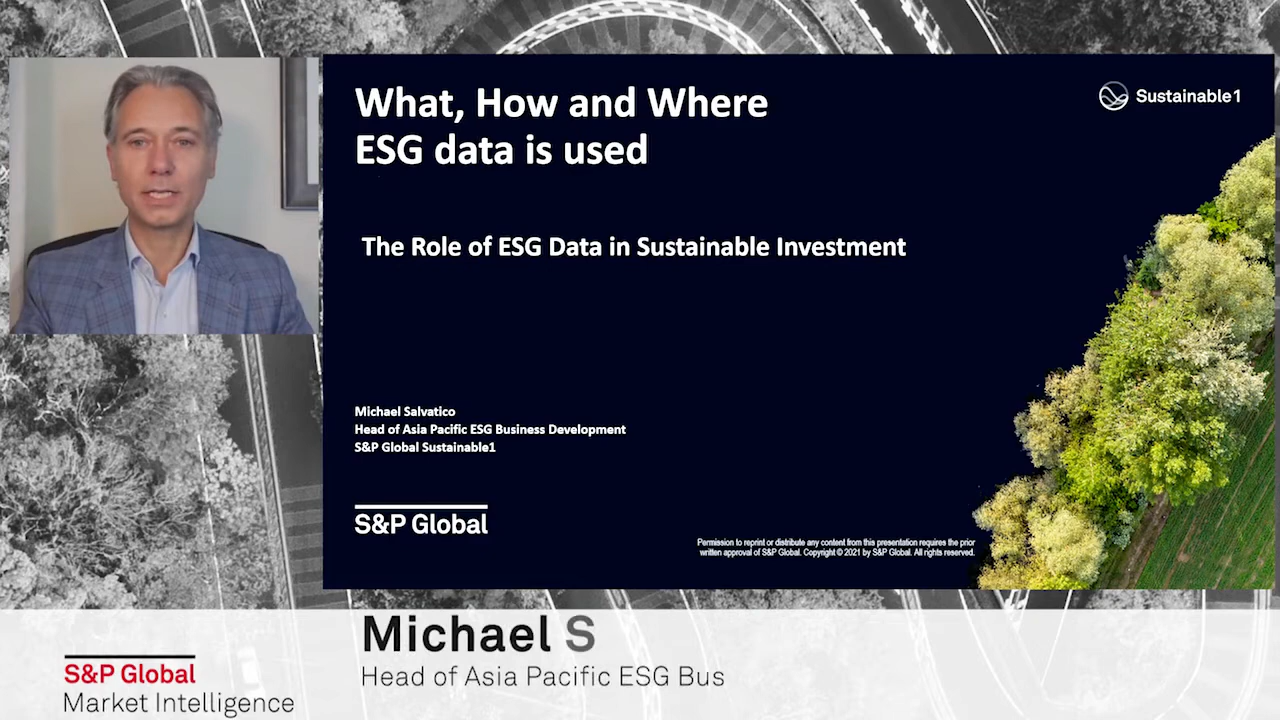 What, How and Where
ESG data is used
Sustainable1
The Role of ESG Data in Sustainable Investment
Michael Salvatico
Head of Asia Pacific ESG Business Development
S&P Global Sustainable1
S&P Global
Permission to reprint or distribute any content from this presentation requires the prior
written approval of S&P Global. Copyright © 2021 by S&P Global. All rights reserved.
Michael S
Head of Asia Pacific ESG Bus
S&P Global
Market Intelligence